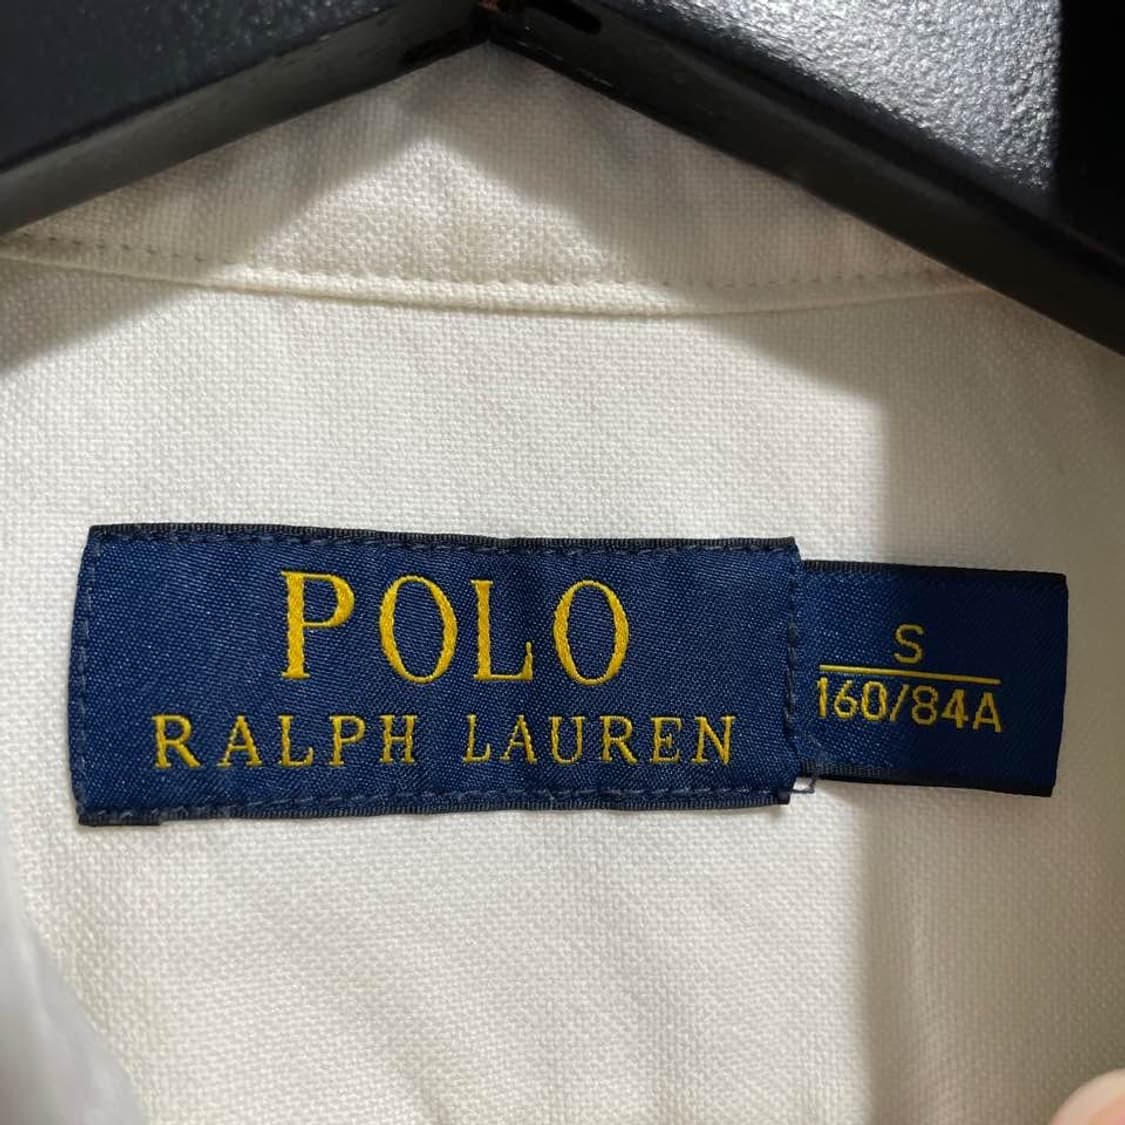 POLO
RALPH LAUREN
S
160/84A